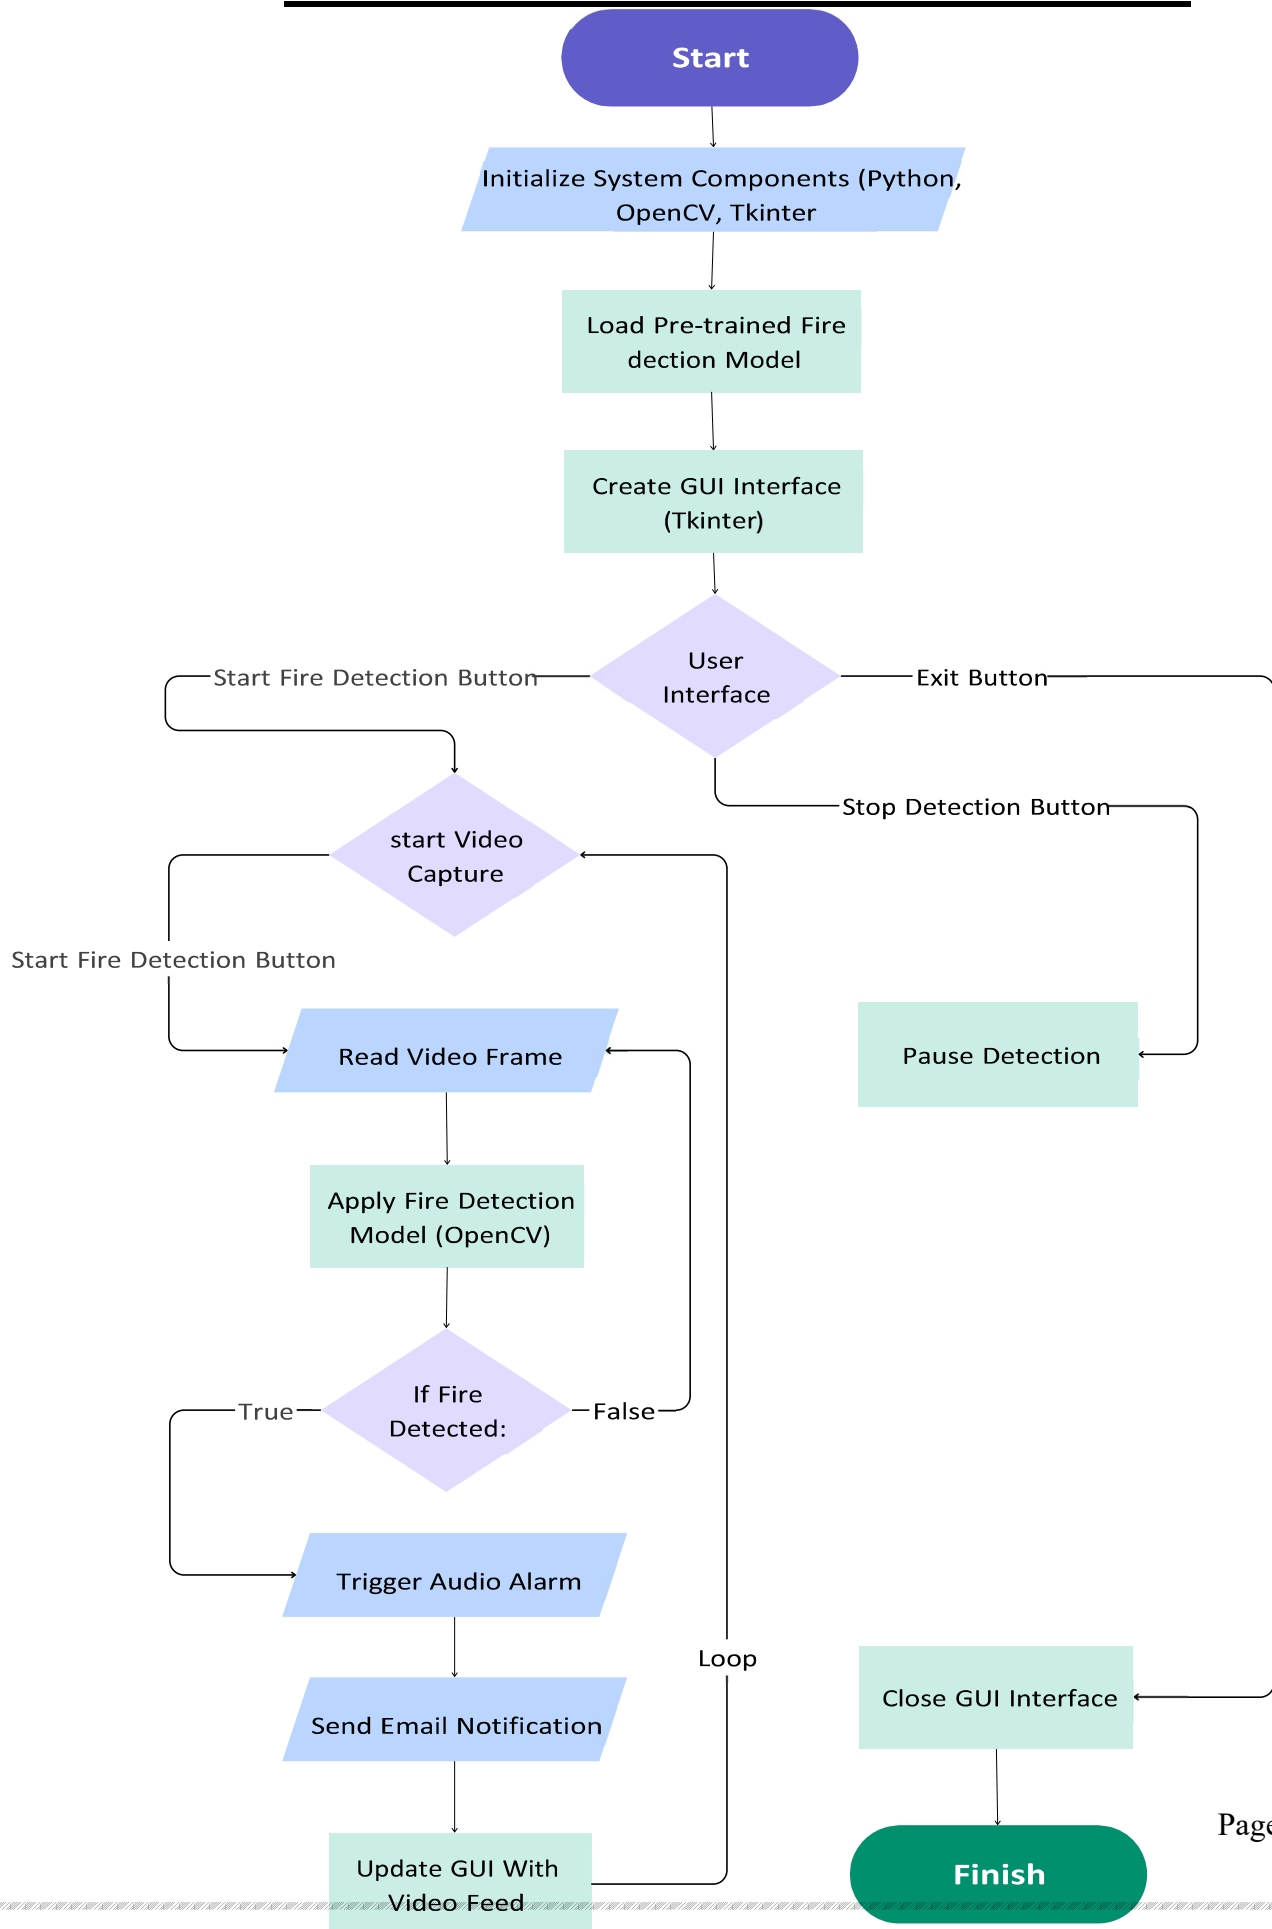 Start
Initialize System Components (Python,
OpenCV, Tkinter
Load Pre-trained Fire
dection Model
Create GUI Interface
(Tkinter)
User
Interface
Start Fire Detection Button
Exit Button
Stop Detection Button
start Video
Capture
Start Fire Detection Button
Read Video Frame
Pause Detection
Apply Fire Detection
Model (OpenCV)
If Fire
Detected:
True
False
Trigger Audio Alarm
Loop
Send Email Notification
Close GUI Interface
Update GUI With
Video Feed
Finish
Page